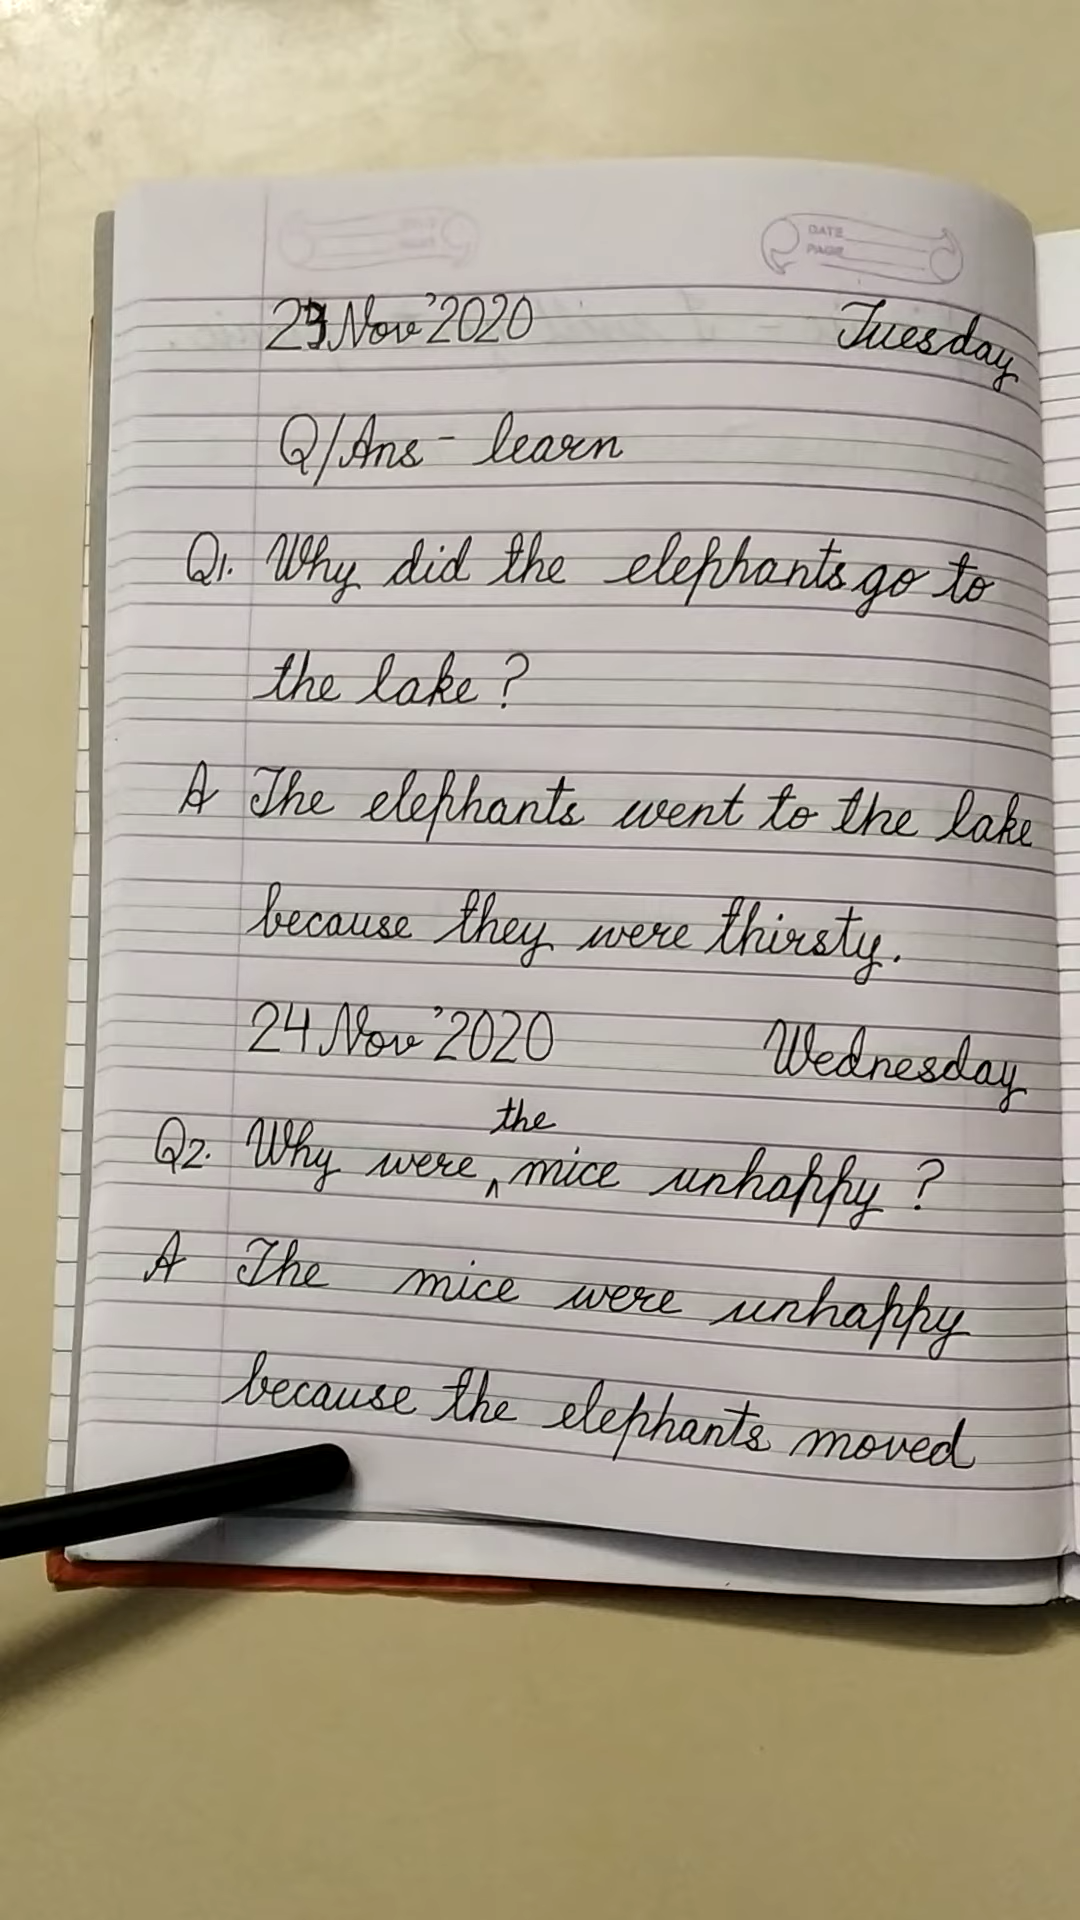 DATE
PAGE
23 Nov'2020 Tuesday
Q/Ans - learn
Q1. Why did the elephants go to
the lake ?
A The elephants went to the lake
because they were thirsty.
24 Nov'2020 Wednesday
the
Q2. Why were ^ mice unhappy ?
A The mice were unhappy
because the elephants moved